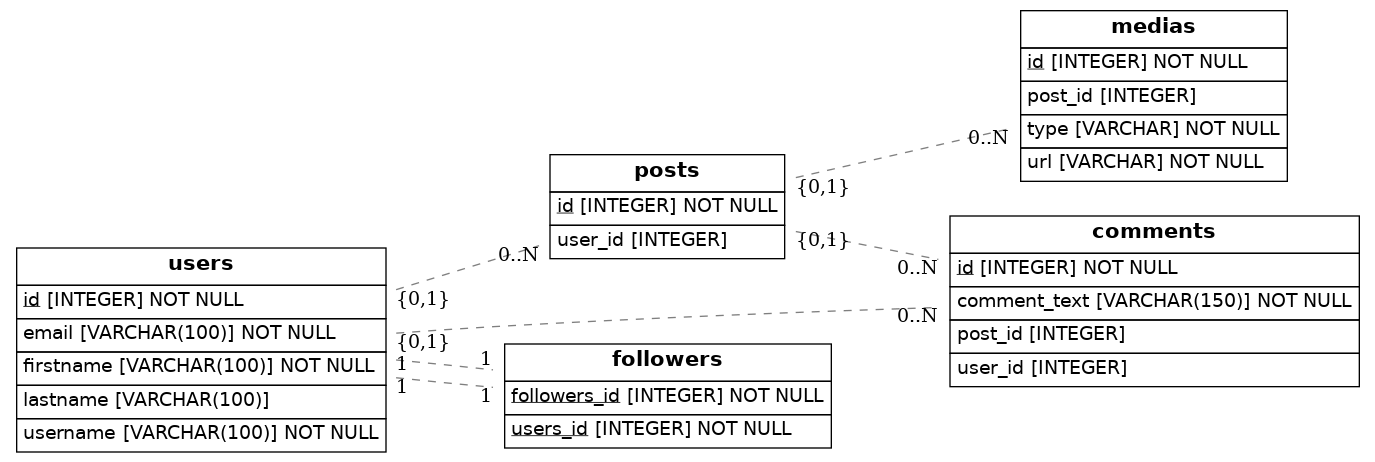 medias
id [INTEGER] NOT NULL
post_id [INTEGER]
type [VARCHAR] NOT NULL
url [VARCHAR] NOT NULL
0..N
{0,1}
posts
id [INTEGER] NOT NULL
user_id [INTEGER]
{0,1}
0..N
0..N
comments
id [INTEGER] NOT NULL
comment_text [VARCHAR(150)] NOT NULL
post_id [INTEGER]
user_id [INTEGER]
0..N
users
id [INTEGER] NOT NULL
email [VARCHAR(100)] NOT NULL
firstname [VARCHAR(100)] NOT NULL
lastname [VARCHAR(100)]
username [VARCHAR(100)] NOT NULL
{0,1}
{0,1}
1
1
1
1
followers
followers_id [INTEGER] NOT NULL
users_id [INTEGER] NOT NULL